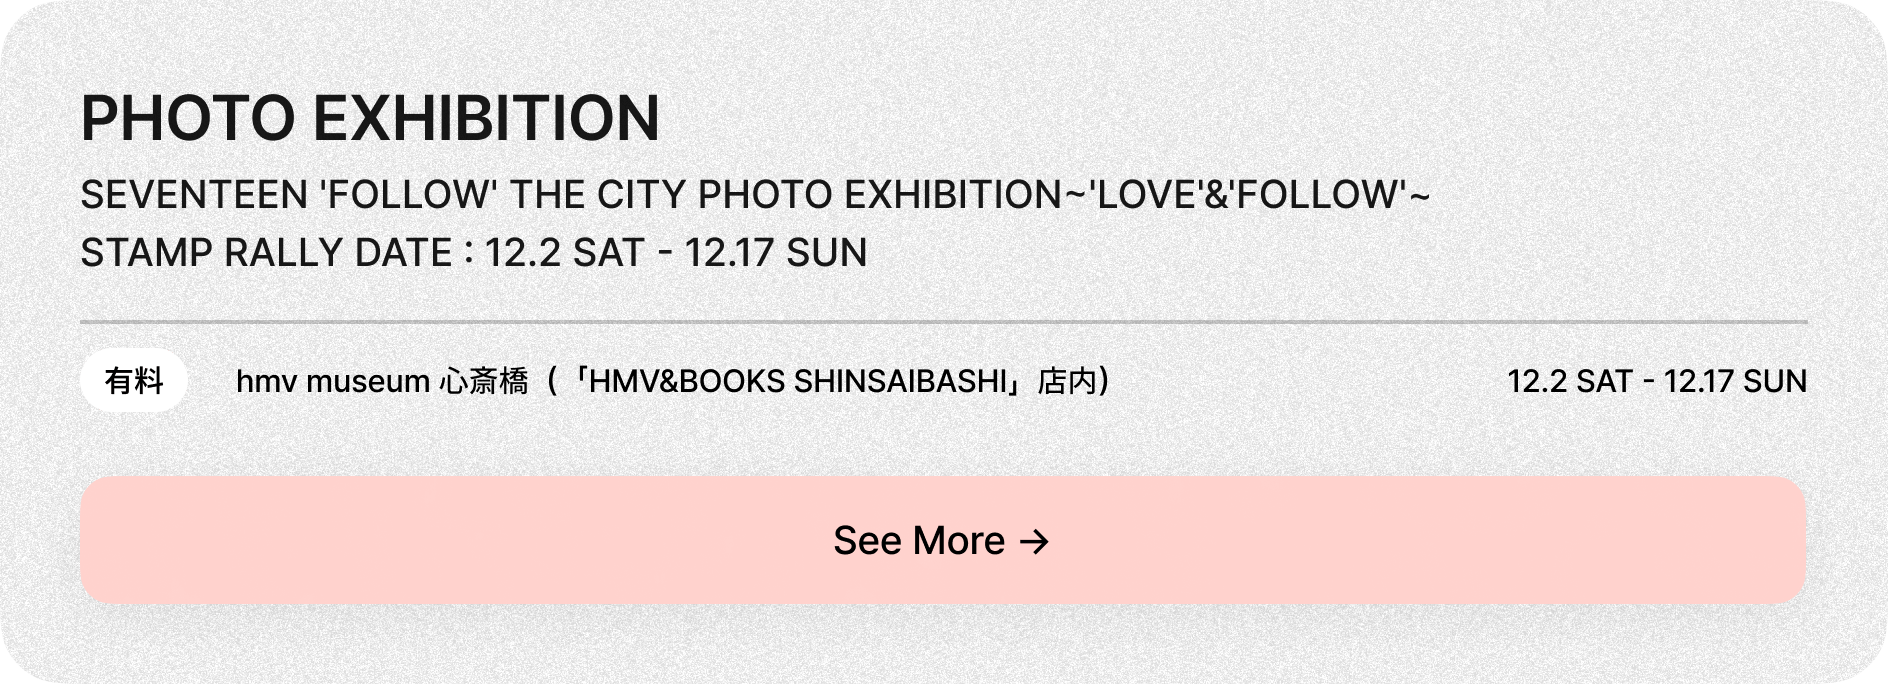 PHOTO EXHIBITION
SEVENTEEN 'FOLLOW' THE CITY PHOTO EXHIBITION~'LOVE'&'FOLLOW'~
STAMP RALLY DATE : 12.2 SAT - 12.17 SUN
有料 hmv museum 心斎橋（「HMV&BOOKS SHINSAIBASHI」店内) 12.2 SAT - 12.17 SUN
See More →